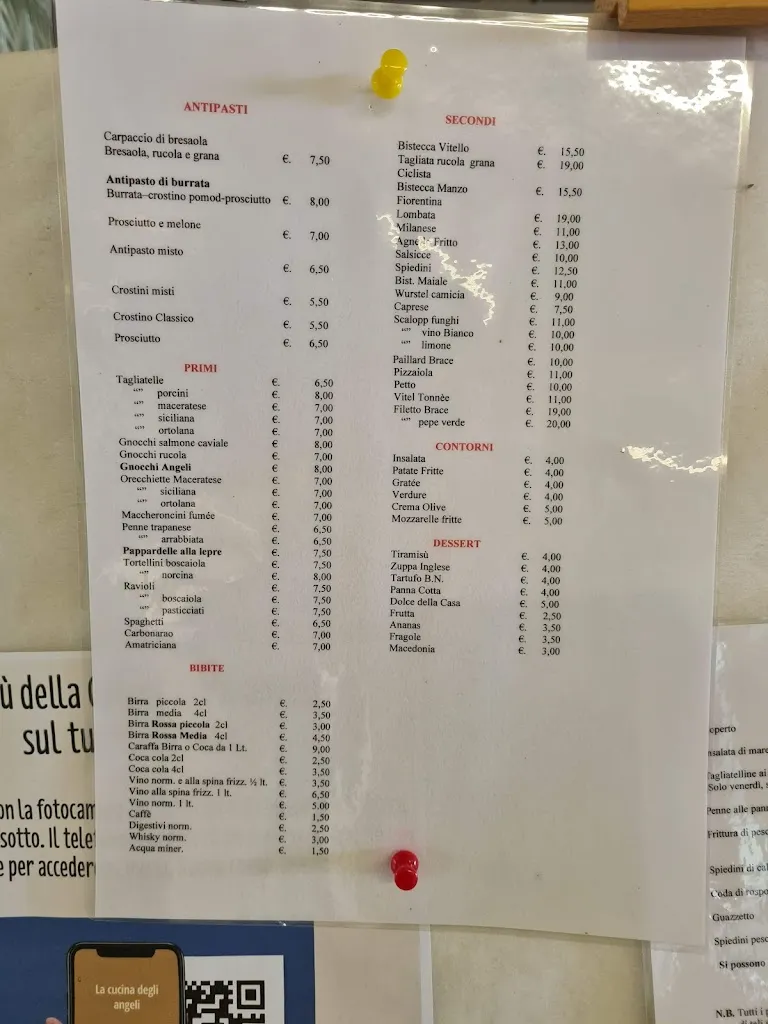 ANTIPASTI
Carpaccio di bresaola
Bresaola, rucola e grana €. 7,50
Antipasto di burrata
Burrata–crostino pomod-prosciutto €. 8,00
Prosciutto e melone
€. 7,00
Antipasto misto
€. 6,50
Crostini misti
€. 5,50
Crostino Classico
€. 5,50
Prosciutto €. 6,50
PRIMI
Tagliatelle €. 6,50
“” porcini €. 8,00
“” maceratese €. 7,00
“” siciliana €. 7,00
“” ortolana €. 7,00
Gnocchi salmone caviale €. 8,00
Gnocchi rucola €. 7,00
Gnocchi Angeli €. 8,00
Orecchiette Maceratese €. 7,00
“” siciliana €. 7,00
“” ortolana €. 7,00
Maccheroncini fumée €. 7,00
Penne trapanese €. 6,50
“” arrabbiata €. 6,50
Pappardelle alla lepre €. 7,50
Tortellini boscaiola €. 7,50
“” norcina €. 8,00
Ravioli €. 7,50
“” boscaiola €. 7,50
“” pasticciati €. 7,50
Spaghetti €. 6,50
Carbonarao €. 7,00
Amatriciana €. 7,00
BIBITE
Birra piccola 2cl €. 2,50
Birra media 4cl €. 3,50
Birra Rossa piccola 2cl €. 3,00
Birra Rossa Media 4cl €. 4,50
Caraffa Birra o Coca da 1 Lt. €. 9,00
Coca cola 2cl €. 2,50
Coca cola 4cl €. 3,50
Vino norm. e alla spina frizz. ½ lt. €. 3,50
Vino alla spina frizz. 1 lt. €. 6,50
Vino norm. 1 lt. €. 5,00
Caffè €. 1,50
Digestivi norm. €. 2,50
Whisky norm. €. 3,00
Acqua miner. €. 1,50
SECONDI
Bistecca Vitello €. 15,50
Tagliata rucola grana €. 19,00
Ciclista
Bistecca Manzo €. 15,50
Fiorentina
Lombata €. 19,00
Milanese €. 11,00
Fritto €. 13,00
Salsicce €. 10,00
Spiedini €. 12,50
Bist. Maiale €. 11,00
Wurstel camicia €. 9,00
Caprese €. 7,50
Scalopp funghi €. 11,00
“” vino Bianco €. 10,00
“” limone €. 10,00
Paillard Brace €. 10,00
Pizzaiola €. 11,00
Petto €. 10,00
Vitel Tonnèe €. 11,00
Filetto Brace €. 19,00
“” pepe verde €. 20,00
CONTORNI
Insalata €. 4,00
Patate Fritte €. 4,00
Gratée €. 4,00
Verdure €. 4,00
Crema Olive €. 5,00
Mozzarelle fritte €. 5,00
DESSERT
Tiramisù €. 4,00
Zuppa Inglese €. 4,00
Tartufo B.N. €. 4,00
Panna Cotta €. 4,00
Dolce della Casa €. 5,00
Frutta €. 2,50
Ananas €. 3,50
Fragole €. 3,50
Macedonia €. 3,00
ù della
sul tu
on la fotocam
sotto. Il tele
e per acceder
La cucina degli
angeli
operto
nsalata di mare
Tagliatelline ai
Solo venerdì,
Penne alle pan
Frittura di pesc
Spiedini di cal
Coda di rospo
Guazzetto
Spiedini pesc
Si possono
N.B. Tutti i p